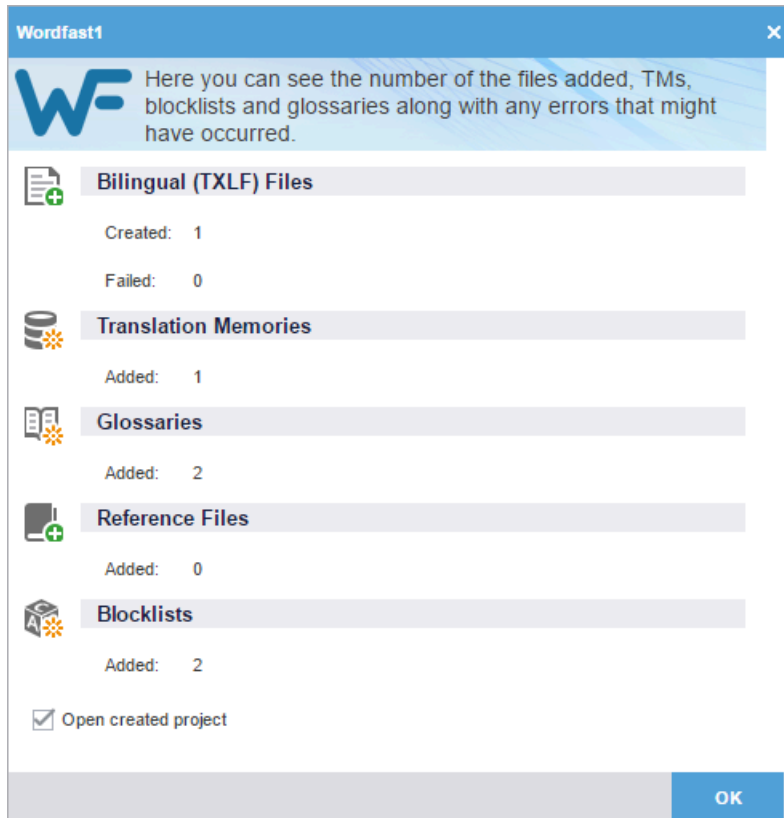 Wordfast1
WF
Here you can see the number of the files added, TMs,
blocklists and glossaries along with any errors that might
have occurred.
Bilingual (TXLF) Files
Created: 1
Failed: 0
Translation Memories
Added: 1
Glossaries
Added: 2
Reference Files
Added: 0
C
A
Blocklists
Added: 2
Open created project
OK